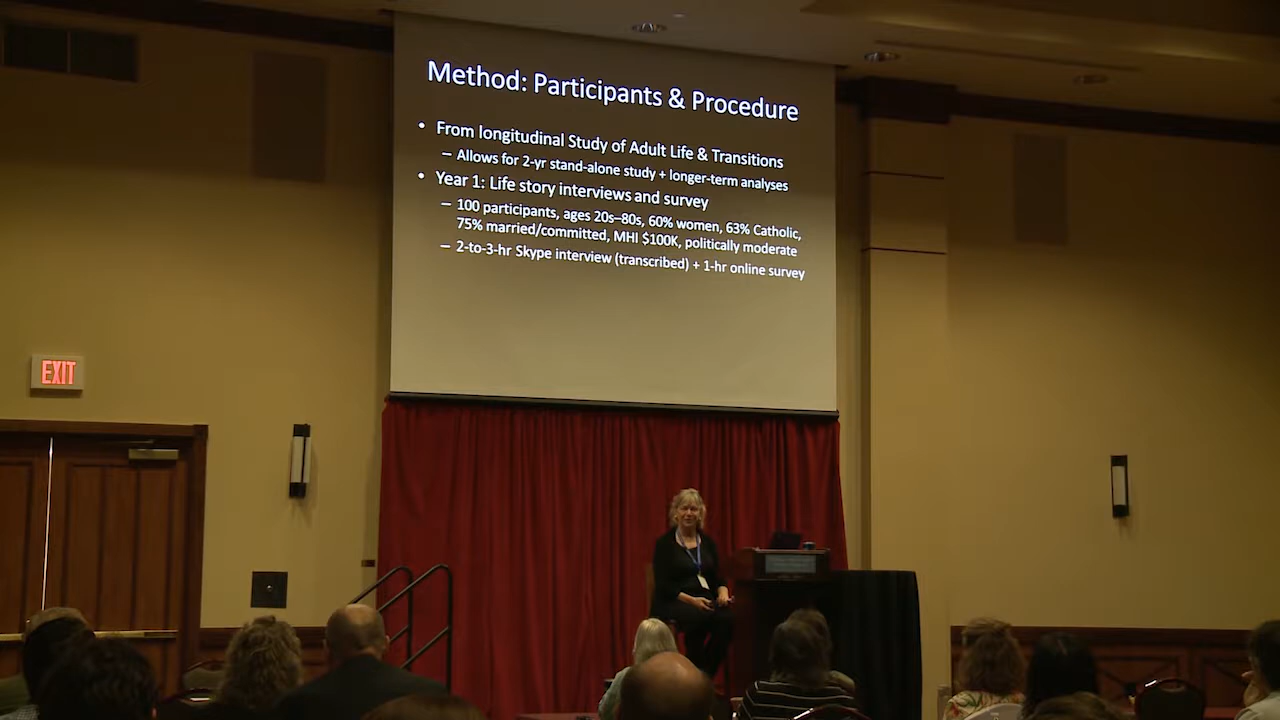 Method: Participants & Procedure
• From longitudinal Study of Adult Life & Transitions
– Allows for 2-yr stand-alone study + longer-term analyses
• Year 1: Life story interviews and survey
– 100 participants, ages 20s–80s, 60% women, 63% Catholic,
75% married/committed, MHI $100K, politically moderate
– 2-to-3-hr Skype interview (transcribed) + 1-hr online survey
EXIT